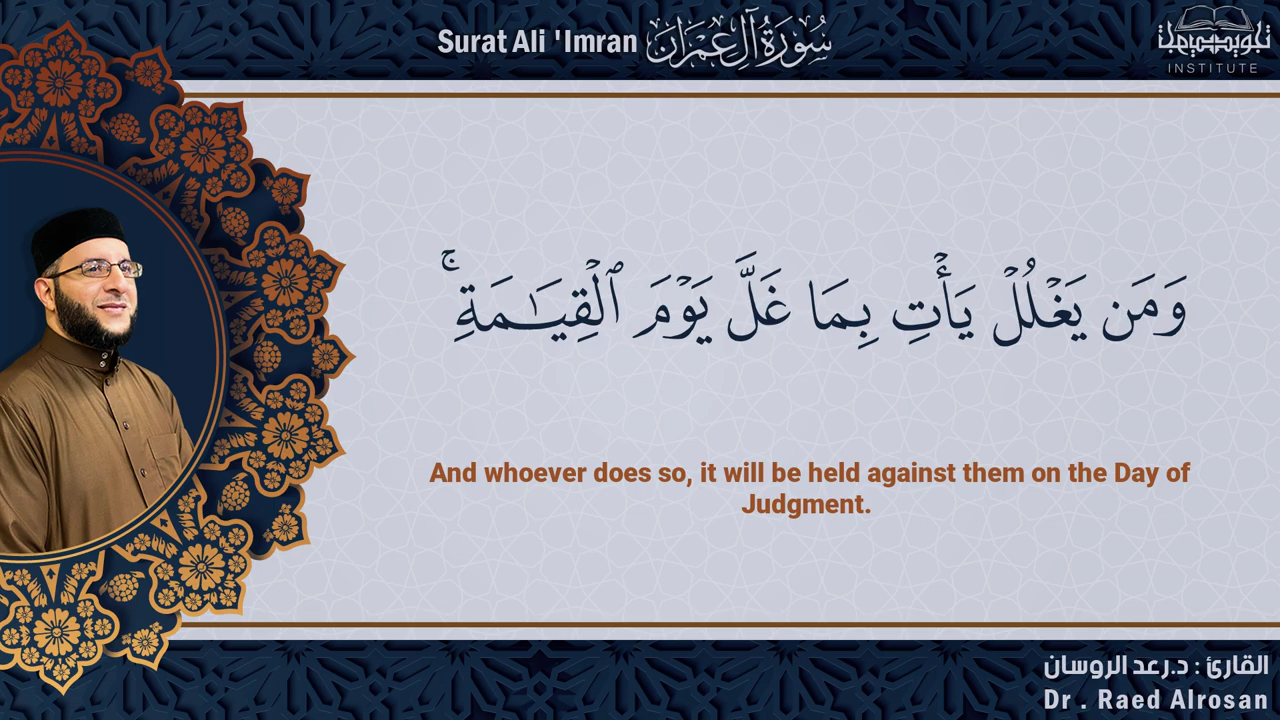 Surat Ali 'Imran سُورَةُ آلِ عِمْرَان
INSTITUTE
وَمَن يَغْلُلْ يَأْتِ بِمَا غَلَّ يَوْمَ ٱلْقِيَـٰمَةِ ۚ
And whoever does so, it will be held against them on the Day of
Judgment.
القارئ : د.رعد الروسان
Dr . Raed Alrosan